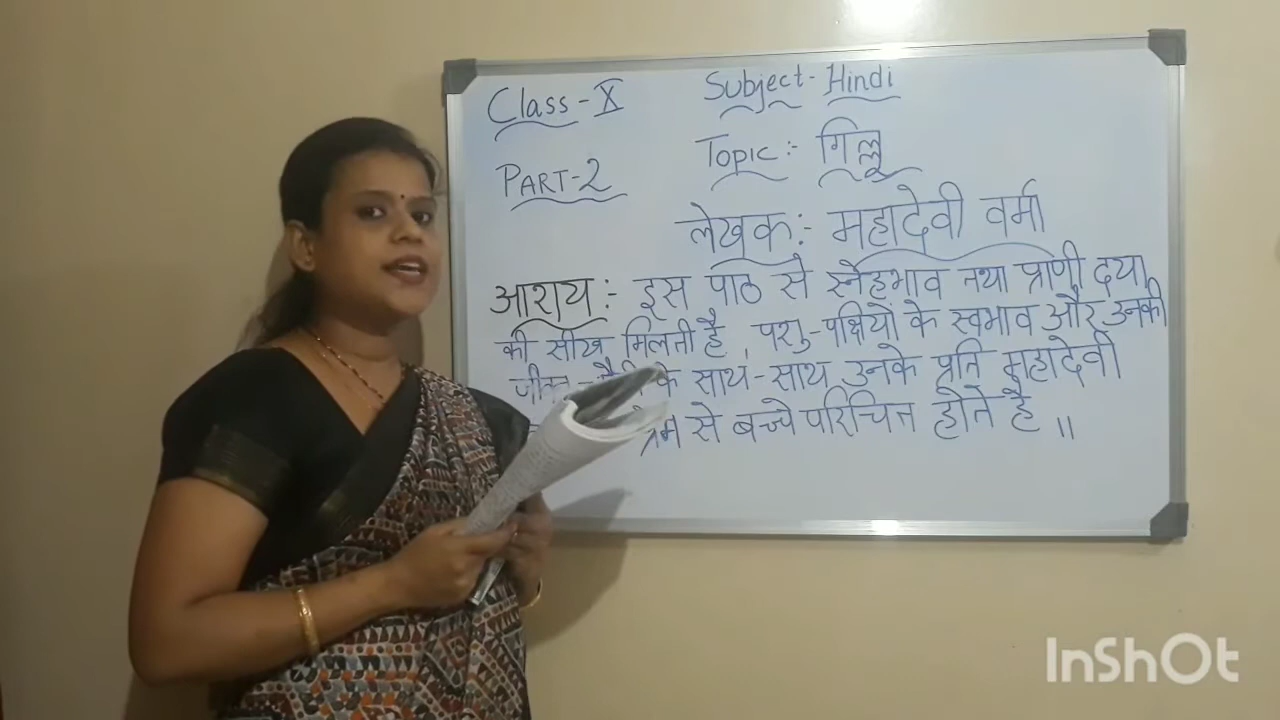 Class-X
Subject- Hindi
Topic:- गिल्लू
PART-2
लेखक:- महादेवी वर्मा
आशय:- इस पाठ से स्नेहभाव तथा प्राणी दया
की सीख मिलती है, पशु-पक्षियों के स्वभाव और उनकी
के साथ-साथ उनके प्रति महादेवी
प्रेम से बच्चे परिचित होते है ॥
InShOt